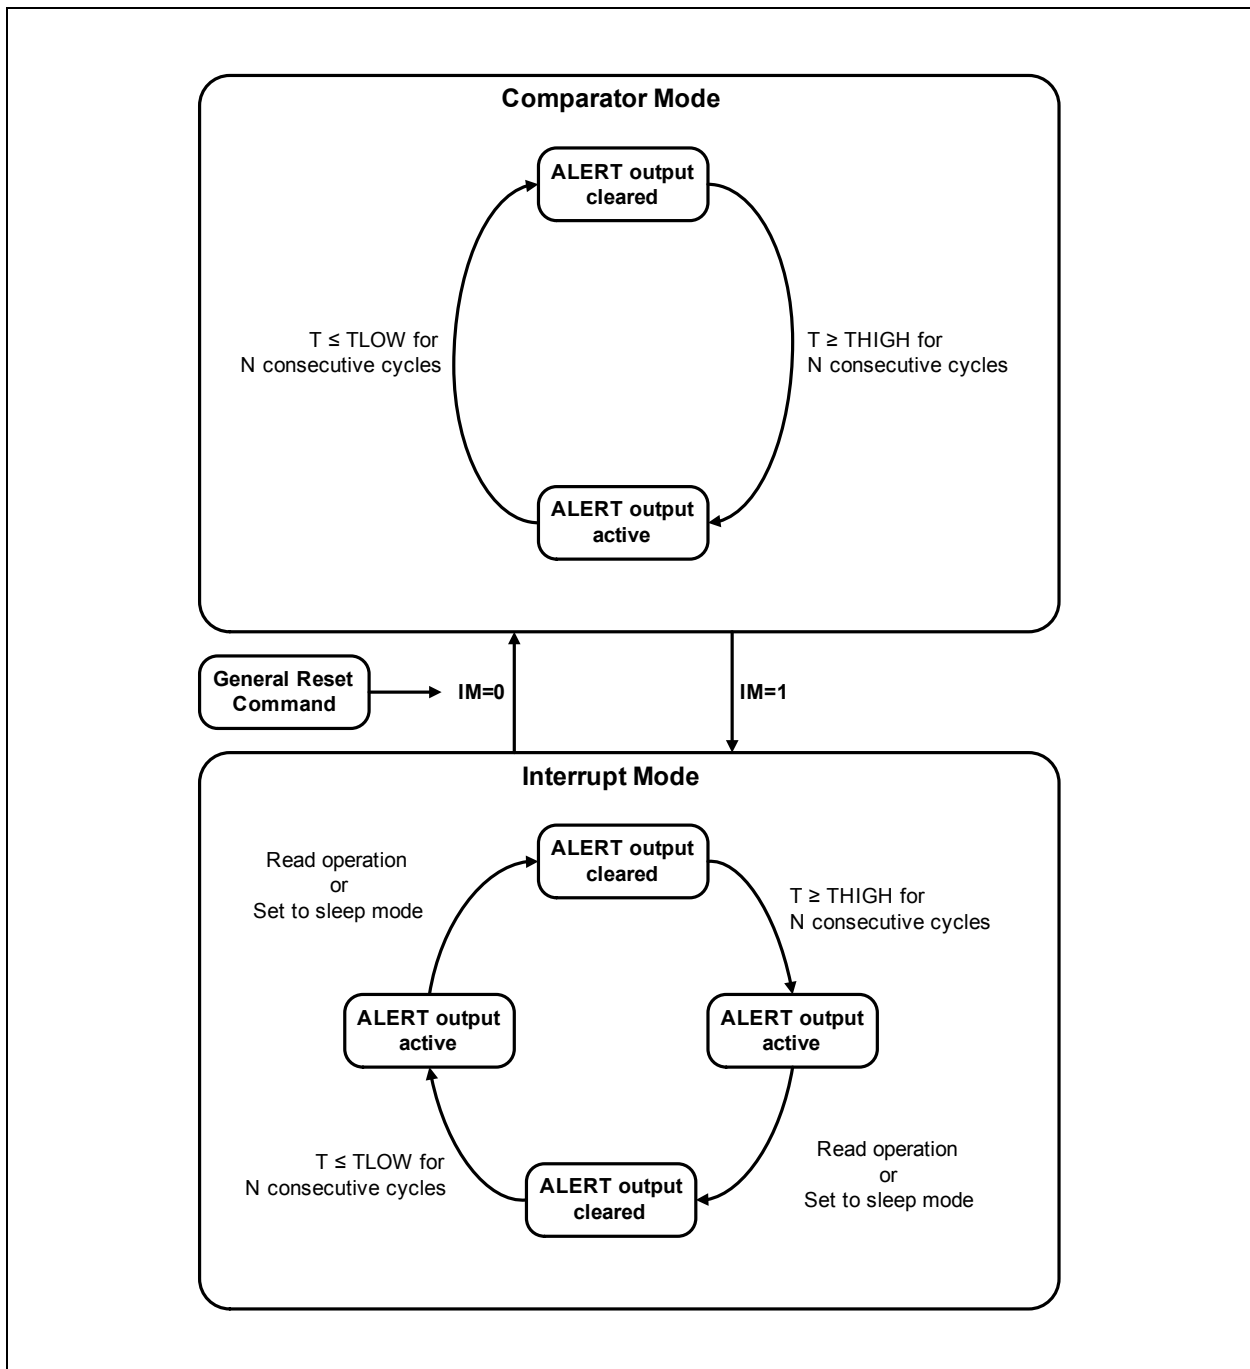 Comparator Mode
ALERT output
cleared
T ≤ TLOW for
N consecutive cycles
T ≥ THIGH for
N consecutive cycles
ALERT output
active
General Reset
Command
IM=0
IM=1
Interrupt Mode
ALERT output
cleared
Read operation
or
Set to sleep mode
T ≥ THIGH for
N consecutive cycles
ALERT output
active
ALERT output
active
T ≤ TLOW for
N consecutive cycles
Read operation
or
Set to sleep mode
ALERT output
cleared